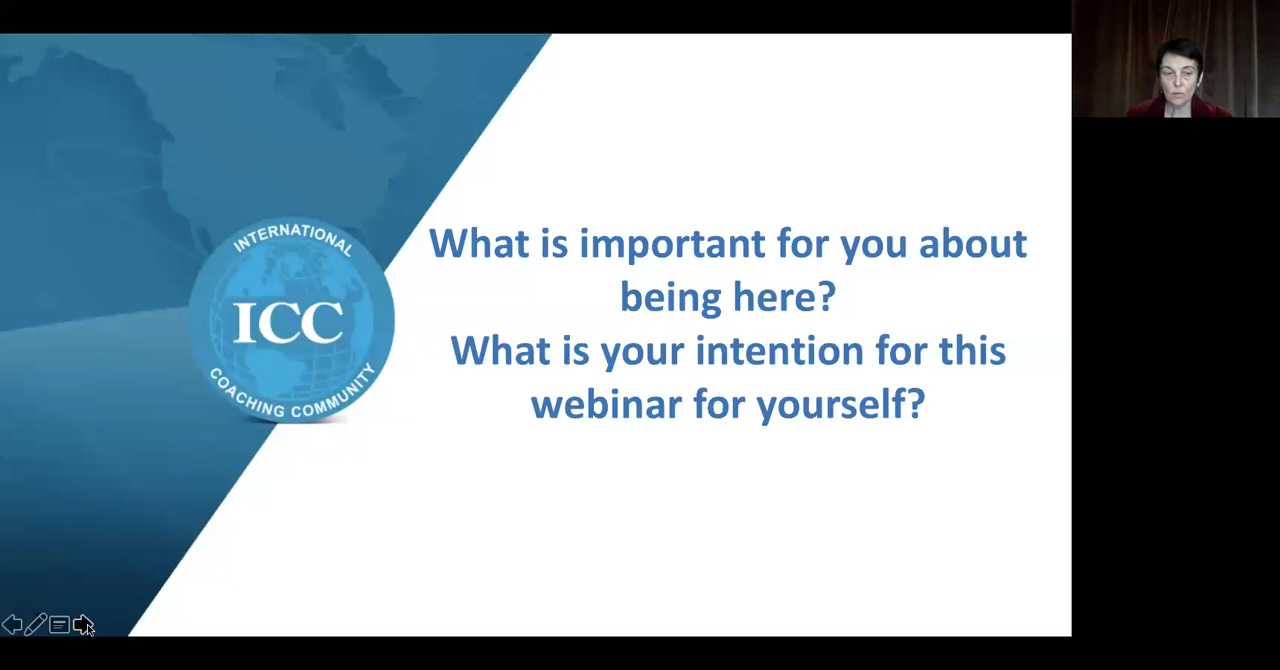 INTERNATIONAL
ICC
COACHING COMMUNITY
What is important for you about
being here?
What is your intention for this
webinar for yourself?